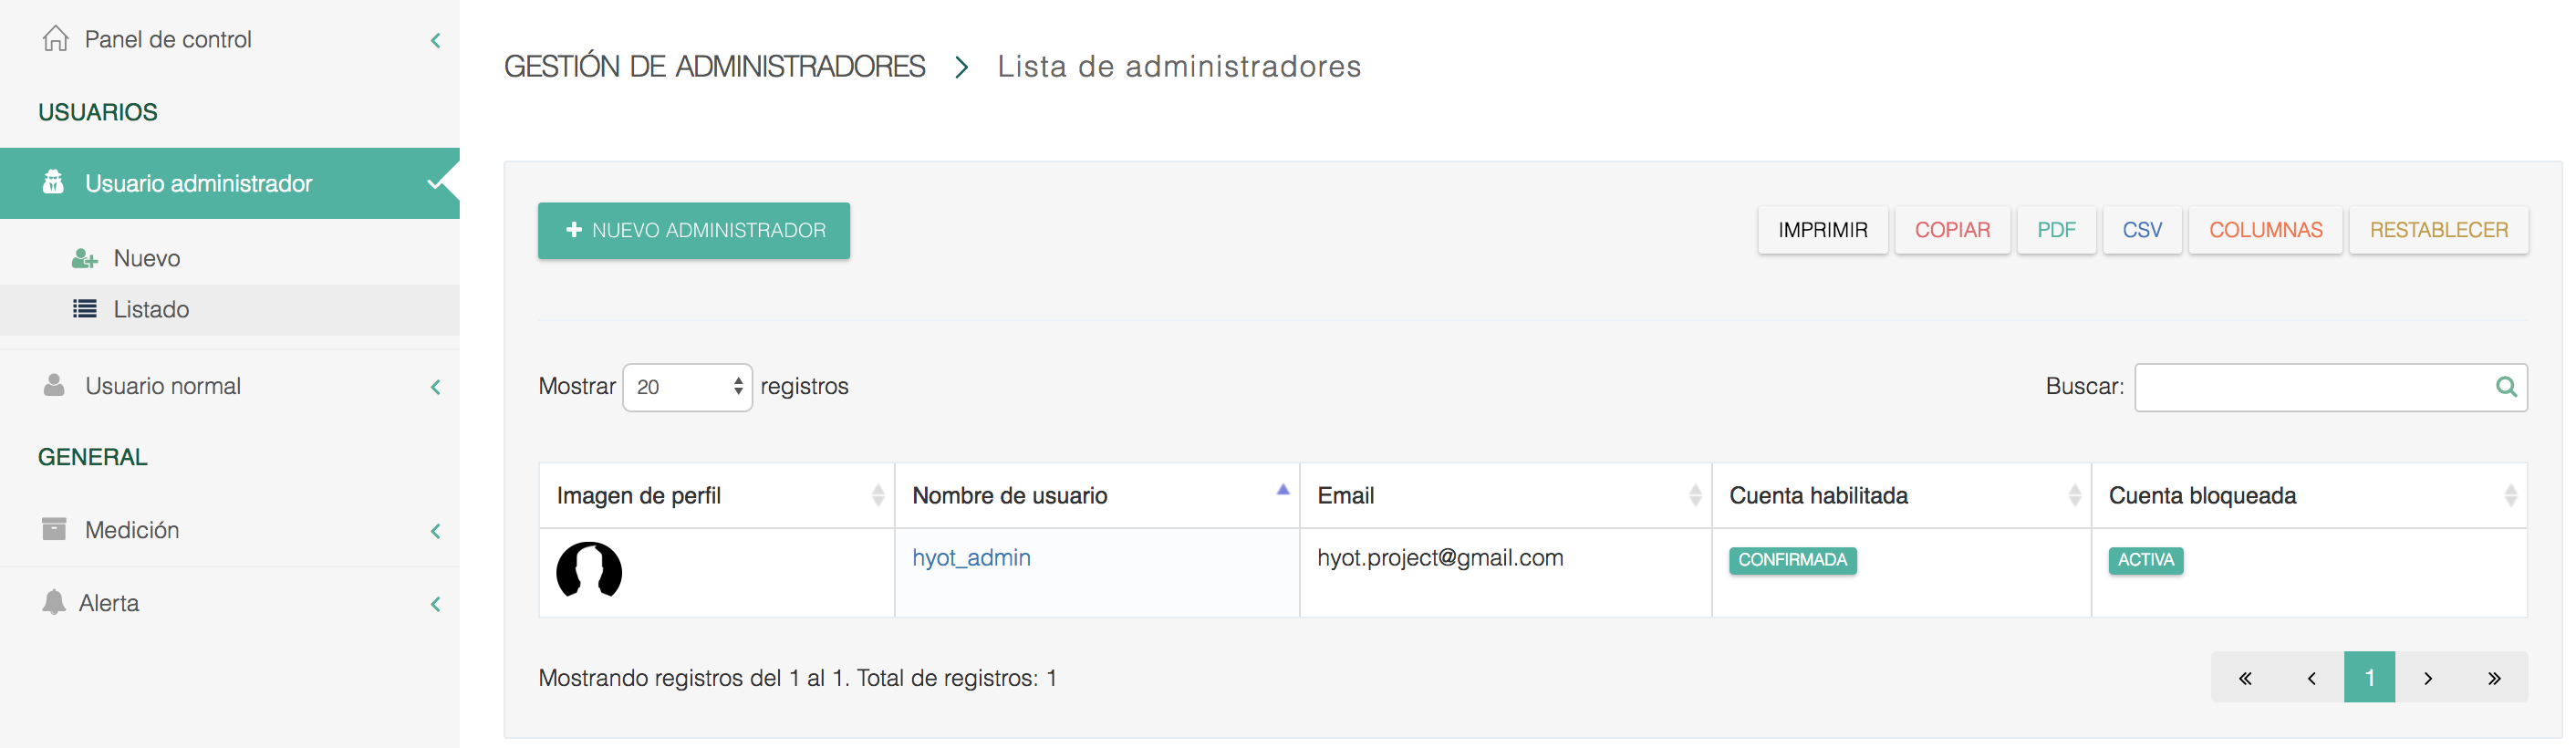 Panel de control
USUARIOS
Usuario administrador
Nuevo
Listado
Usuario normal
GENERAL
Medición
Alerta
GESTIÓN DE ADMINISTRADORES > Lista de administradores
+ NUEVO ADMINISTRADOR
IMPRIMIR COPIAR PDF CSV COLUMNAS RESTABLECER
Mostrar 20 registros
Buscar:
Imagen de perfil Nombre de usuario Email Cuenta habilitada Cuenta bloqueada
hyot_admin hyot.project@gmail.com CONFIRMADA ACTIVA
Mostrando registros del 1 al 1. Total de registros: 1
« ‹ 1 › »